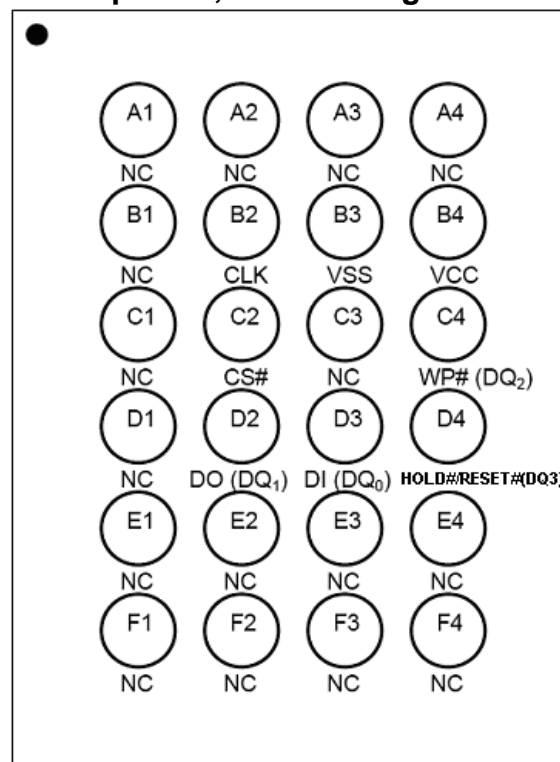 A1 A2 A3 A4
NC NC NC NC
B1 B2 B3 B4
NC CLK VSS VCC
C1 C2 C3 C4
NC CS# NC WP# (DQ₂)
D1 D2 D3 D4
NC DO (DQ₁) DI (DQ₀) HOLD#/RESET#(DQ3)
E1 E2 E3 E4
NC NC NC NC
F1 F2 F3 F4
NC NC NC NC